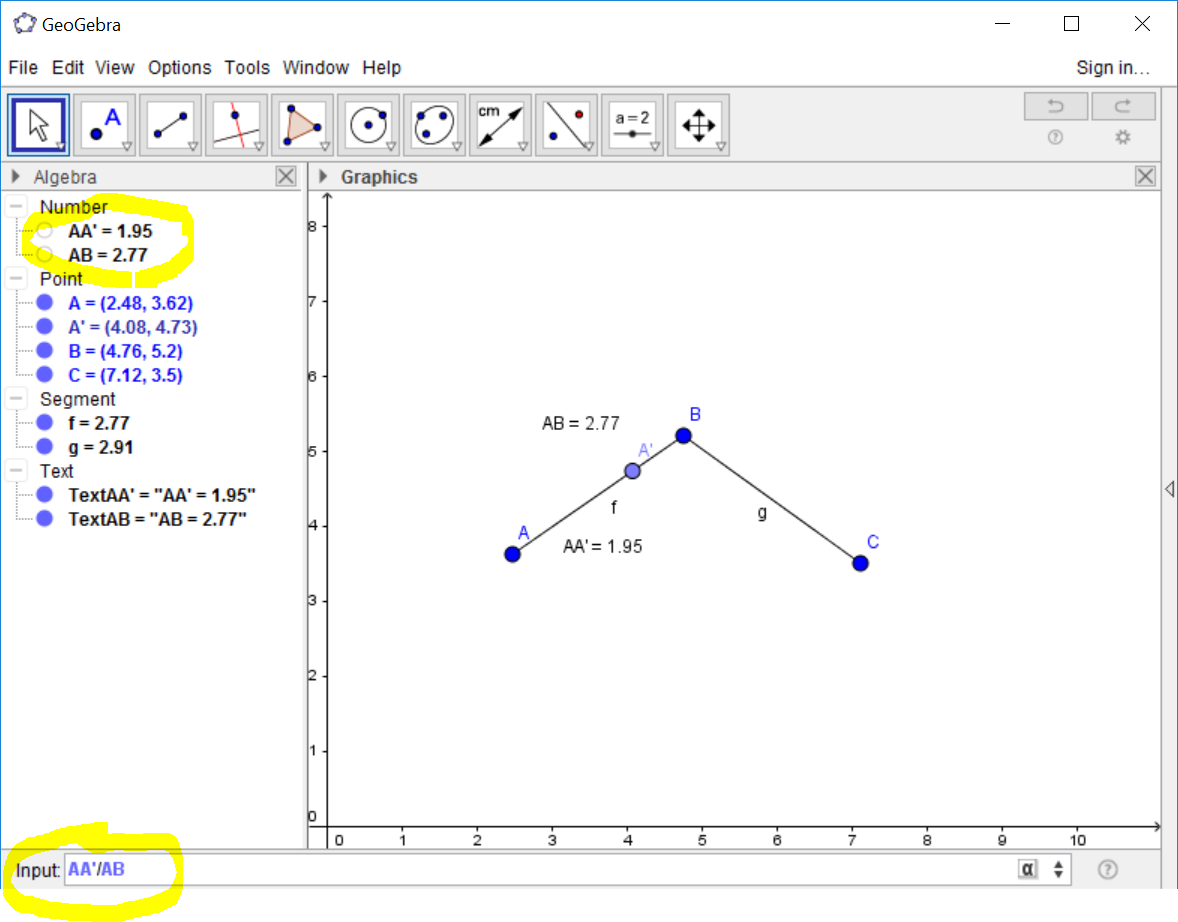 GeoGebra
File Edit View Options Tools Window Help Sign in...
A cm a=2
Algebra
Graphics
Number
AA' = 1.95
AB = 2.77
Point
A = (2.48, 3.62)
A' = (4.08, 4.73)
B = (4.76, 5.2)
C = (7.12, 3.5)
Segment
f = 2.77
g = 2.91
Text
TextAA' = "AA' = 1.95"
TextAB = "AB = 2.77"
8
7
6
AB = 2.77 B
5 A'
f g
4 A AA' = 1.95 C
3
2
1
0
0 1 2 3 4 5 6 7 8 9 10
Input: AA'/AB α ?